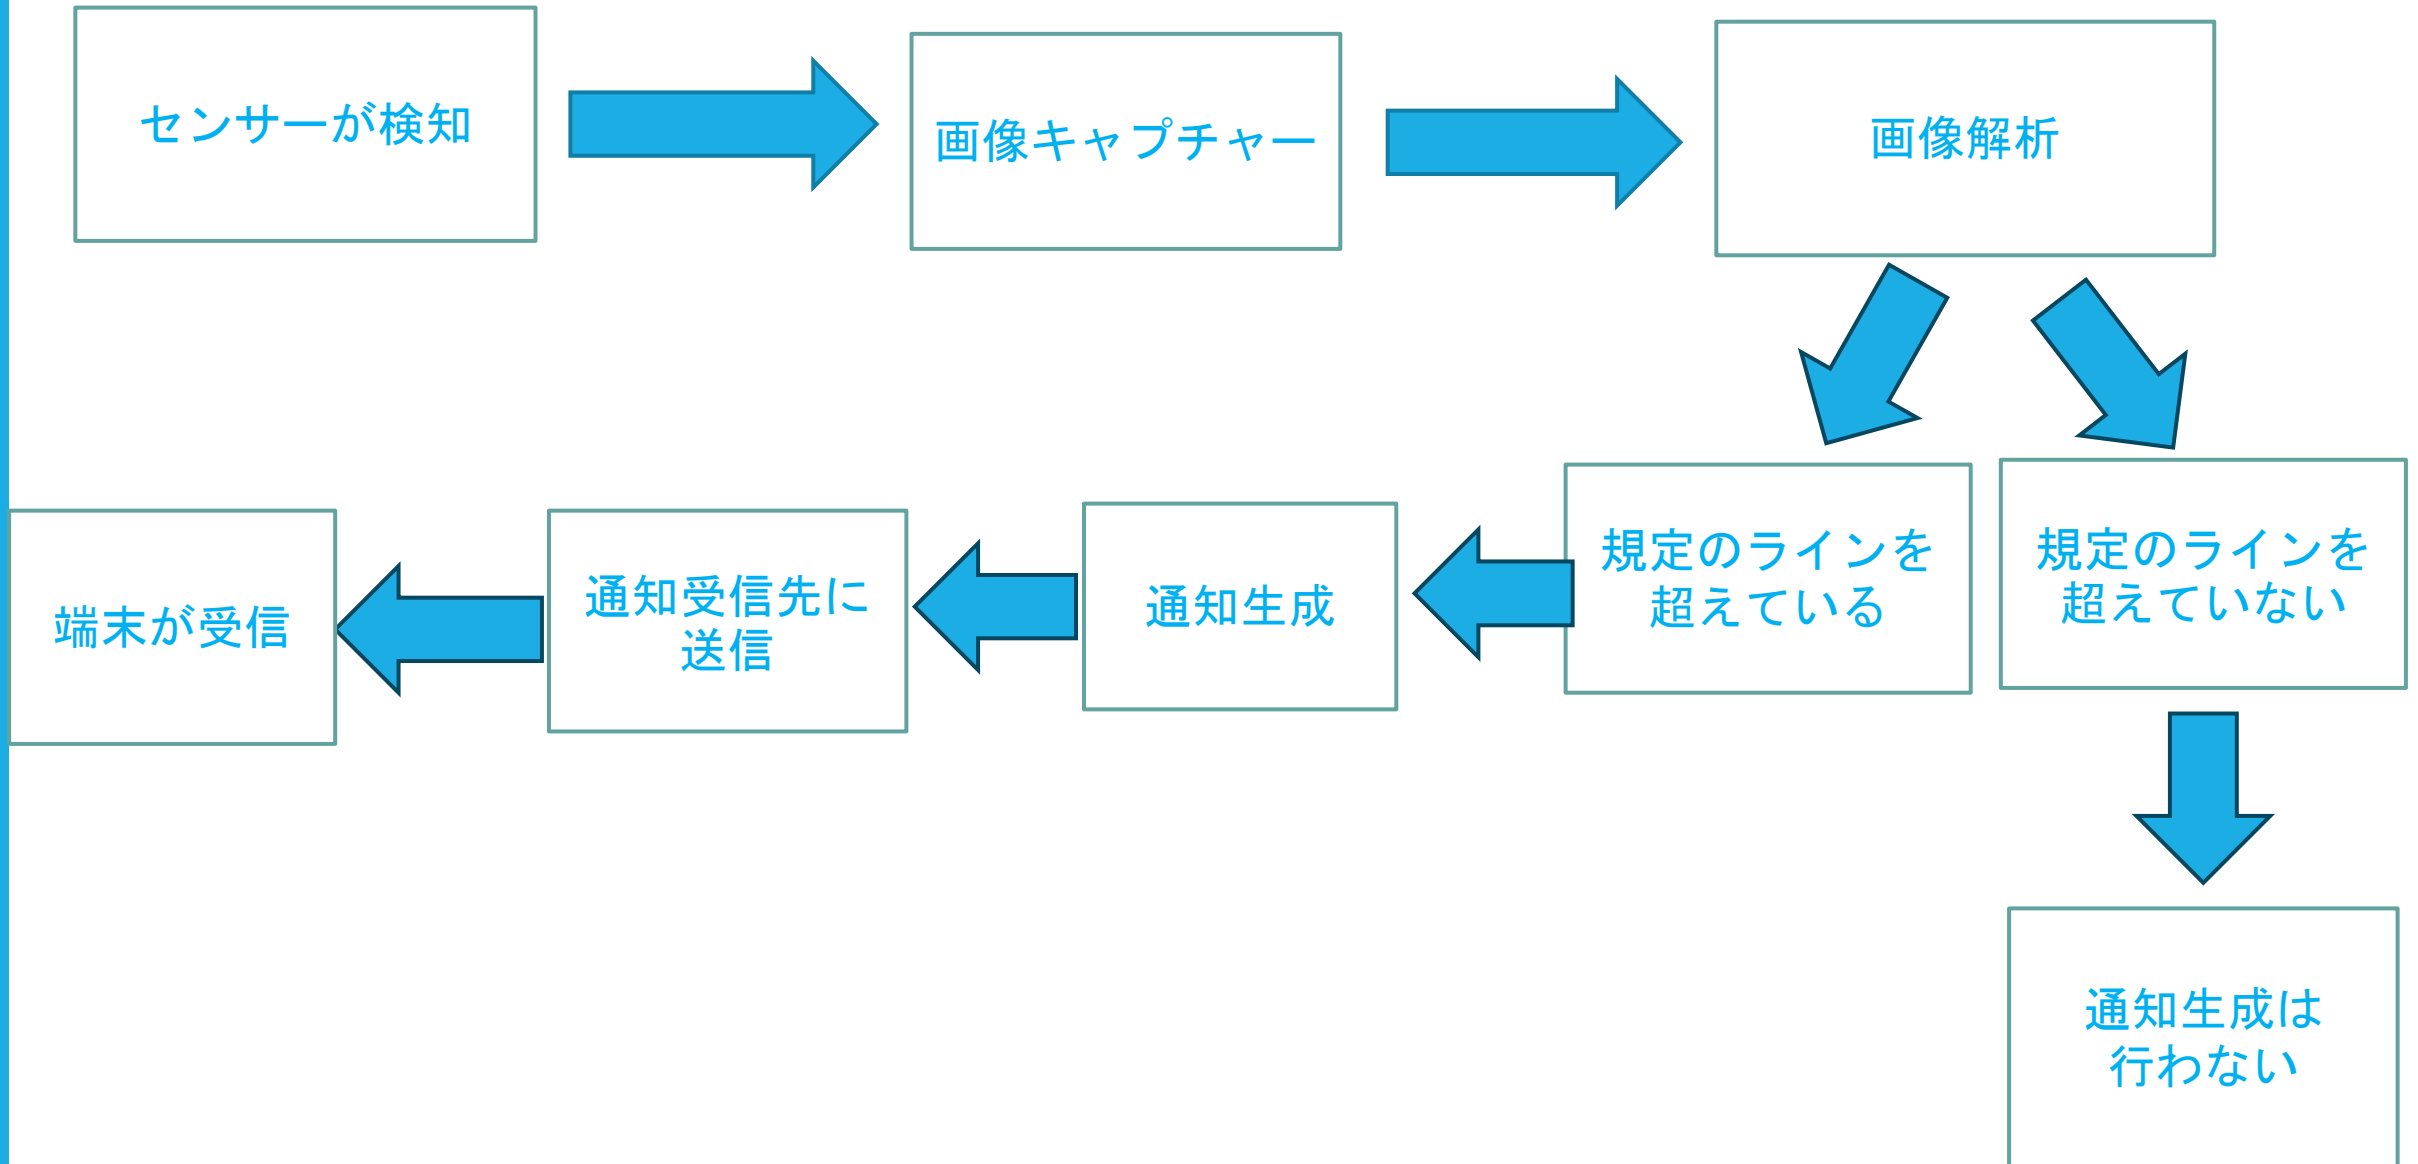 センサーが検知
画像キャプチャー
画像解析
規定のラインを
超えている
規定のラインを
超えていない
通知生成
通知受信先に
送信
端末が受信
通知生成は
行わない